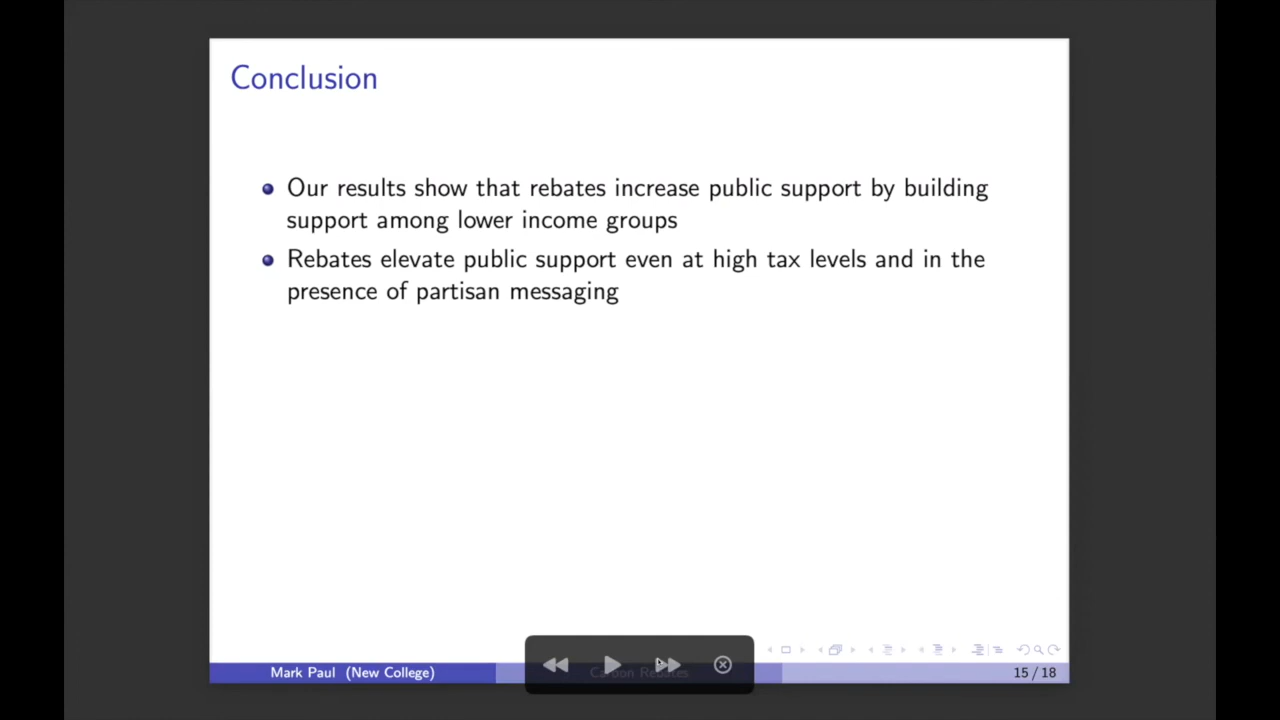 Conclusion
Our results show that rebates increase public support by building
support among lower income groups
Rebates elevate public support even at high tax levels and in the
presence of partisan messaging
Mark Paul (New College)
Carbon Rebates
15 / 18